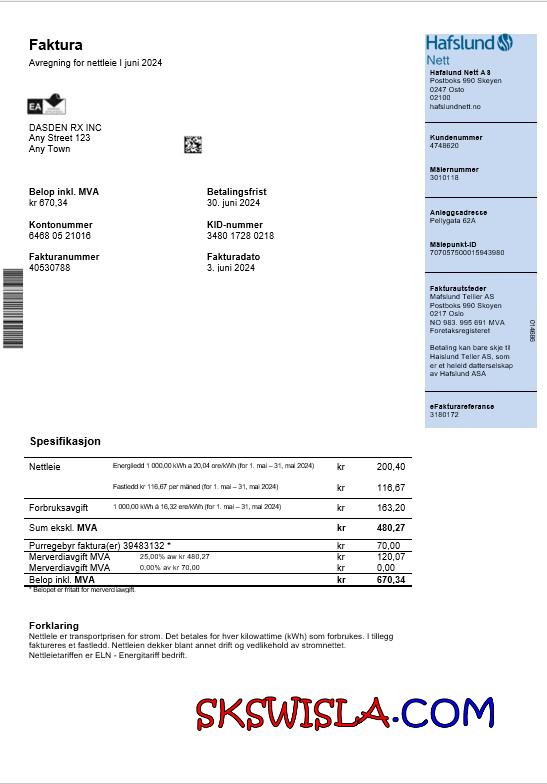 Faktura
Avregning for nettleie I juni 2024
EA
DASDEN RX INC
Any Street 123
Any Town
Belop inkl. MVA
kr 670,34
Betalingsfrist
30. juni 2024
Kontonummer
6468 05 21016
KID-nummer
3480 1728 0218
Fakturanummer
40530788
Fakturadato
3. juni 2024
Hafslund
Nett
Hafslund Nett AS
Postboks 990 Skeyen
0247 Osto
02100
hafslundnett.no
Kundenummer
4748620
Målernummer
3010118
Anleggsadresse
Pellygata 62A
Målepunkt-ID
707057500015943980
Fakturautsteder
Mafslund Tellier AS
Postboks 990 Skeyen
0217 Oslo
NO 983. 995 691 MVA
Foretaksregisteret
Betaling kan bare skje til
Halslund Teller AS, som
er et heleid datterselskap
av Hafslund ASA
eFakturareferance
3180172
Spesifikasjon
Nettleie Energiledd 1 000,00 kWh a 20,04 ore/kWh (for 1. mai – 31, mai 2024) kr 200,40
Fastledd kr 116,67 per måned (for 1. mai – 31, mai 2024) kr 116,67
Forbruksavgift 1 000,00 kWh á 16,32 ere/kWh (for 1. mai – 31, mai 2024) kr 163,20
Sum ekskl. MVA kr 480,27
Purregebyr faktura(er) 39483132 * kr 70,00
Merverdiavgift MVA 25,00% aw kr 480,27 kr 120,07
Merverdiavgift MVA 0,00% av kr 70,00 kr 0,00
Belop inkl. MVA kr 670,34
* Belopet er fritatt for merverdiavgift.
Forklaring
Nettlele er transportprisen for strom. Det betales for hver kilowattime (kWh) som forbrukes. I tillegg
faktureres et fastledd. Nettleien dekker blant annet drift og vedlikehold av stromnettet.
Nettleietariffen er ELN - Energitariff bedrift.
SKSWISLA.COM